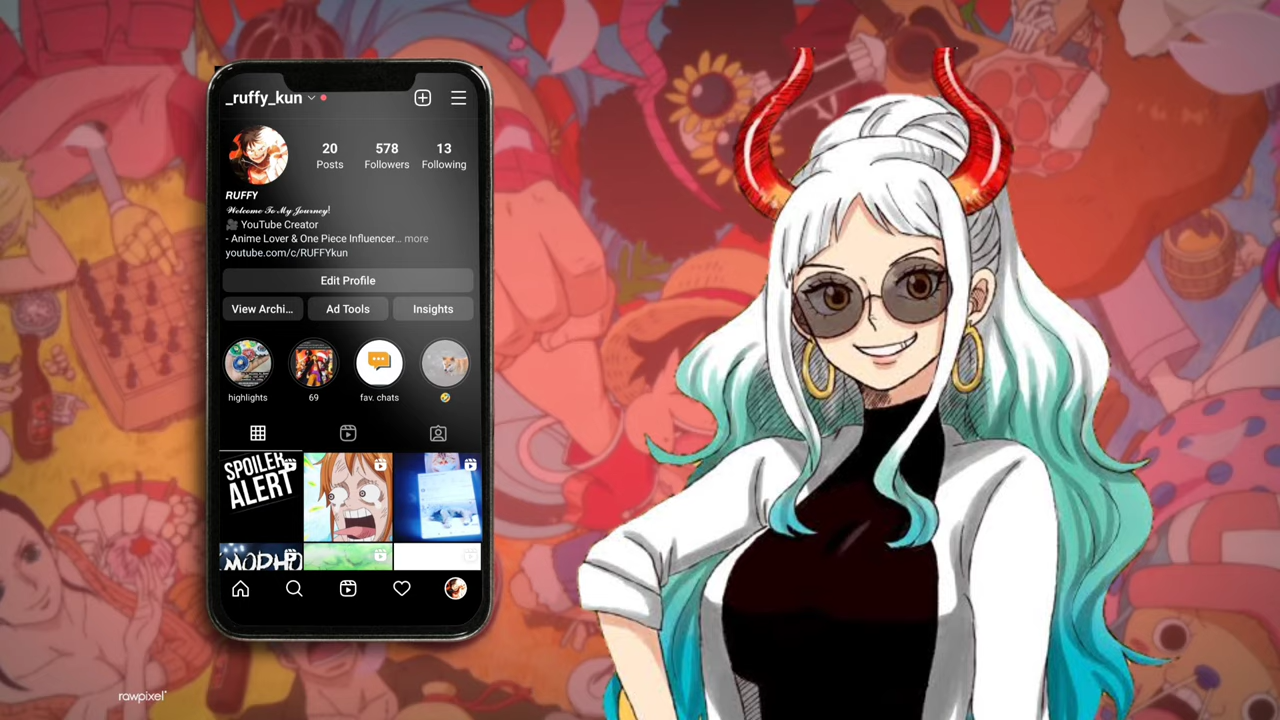 _ruffy_kun
20 578 13
Posts Followers Following
RUFFY
𝓦𝓮𝓵𝓬𝓸𝓶𝓮 𝓣𝓸 𝓜𝔂 𝓙𝓸𝓾𝓻𝓷𝓮𝔂!
🎥 YouTube Creator
- Anime Lover & One Piece Influencer... more
youtube.com/c/RUFFYkun
Edit Profile
View Archi... Ad Tools Insights
highlights 69 fav. chats 🤣
SPOILER
ALERT
rawpixel